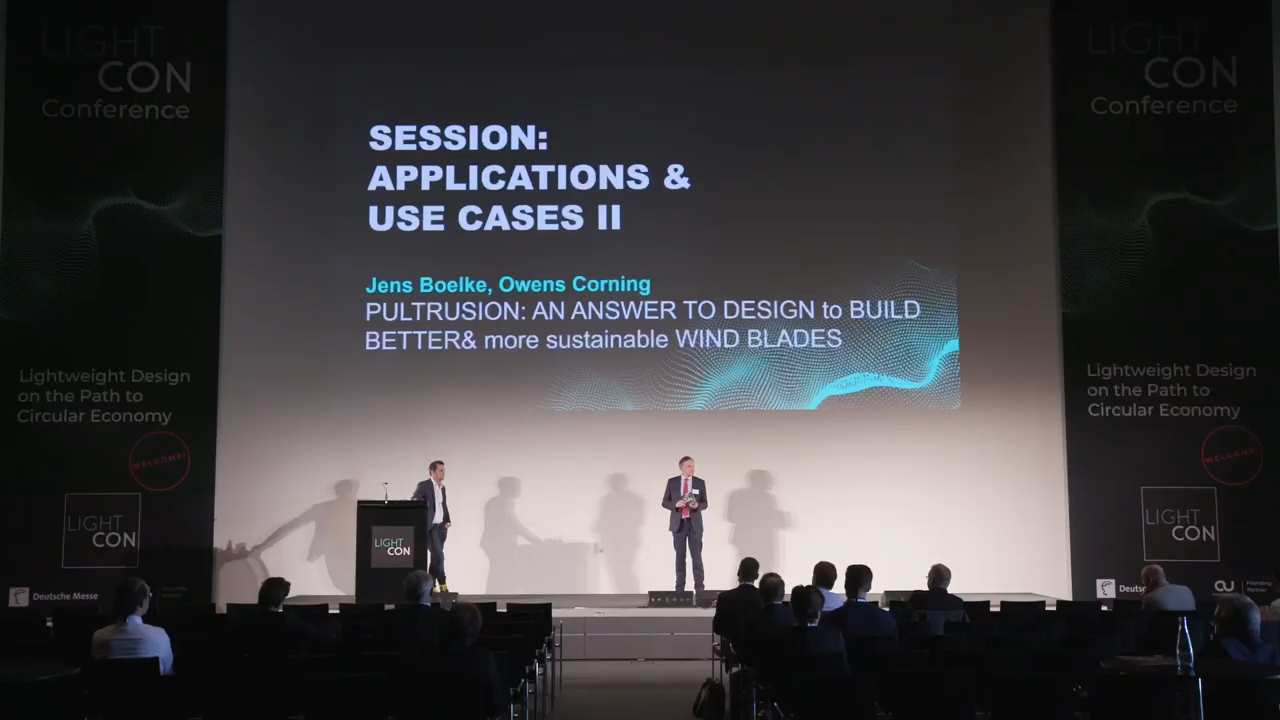 LIGHT
CON
Conference
SESSION:
APPLICATIONS &
USE CASES II
Jens Boelke, Owens Corning
PULTRUSION: AN ANSWER TO DESIGN to BUILD
BETTER& more sustainable WIND BLADES
Lightweight Design
on the Path to
Circular Economy
WELCOME!
LIGHT
CON
Deutsche Messe
LIGHT
CON
LIGHT
CON
Conference
Lightweight Design
on the Path to
Circular Economy
WELCOME!
LIGHT
CON